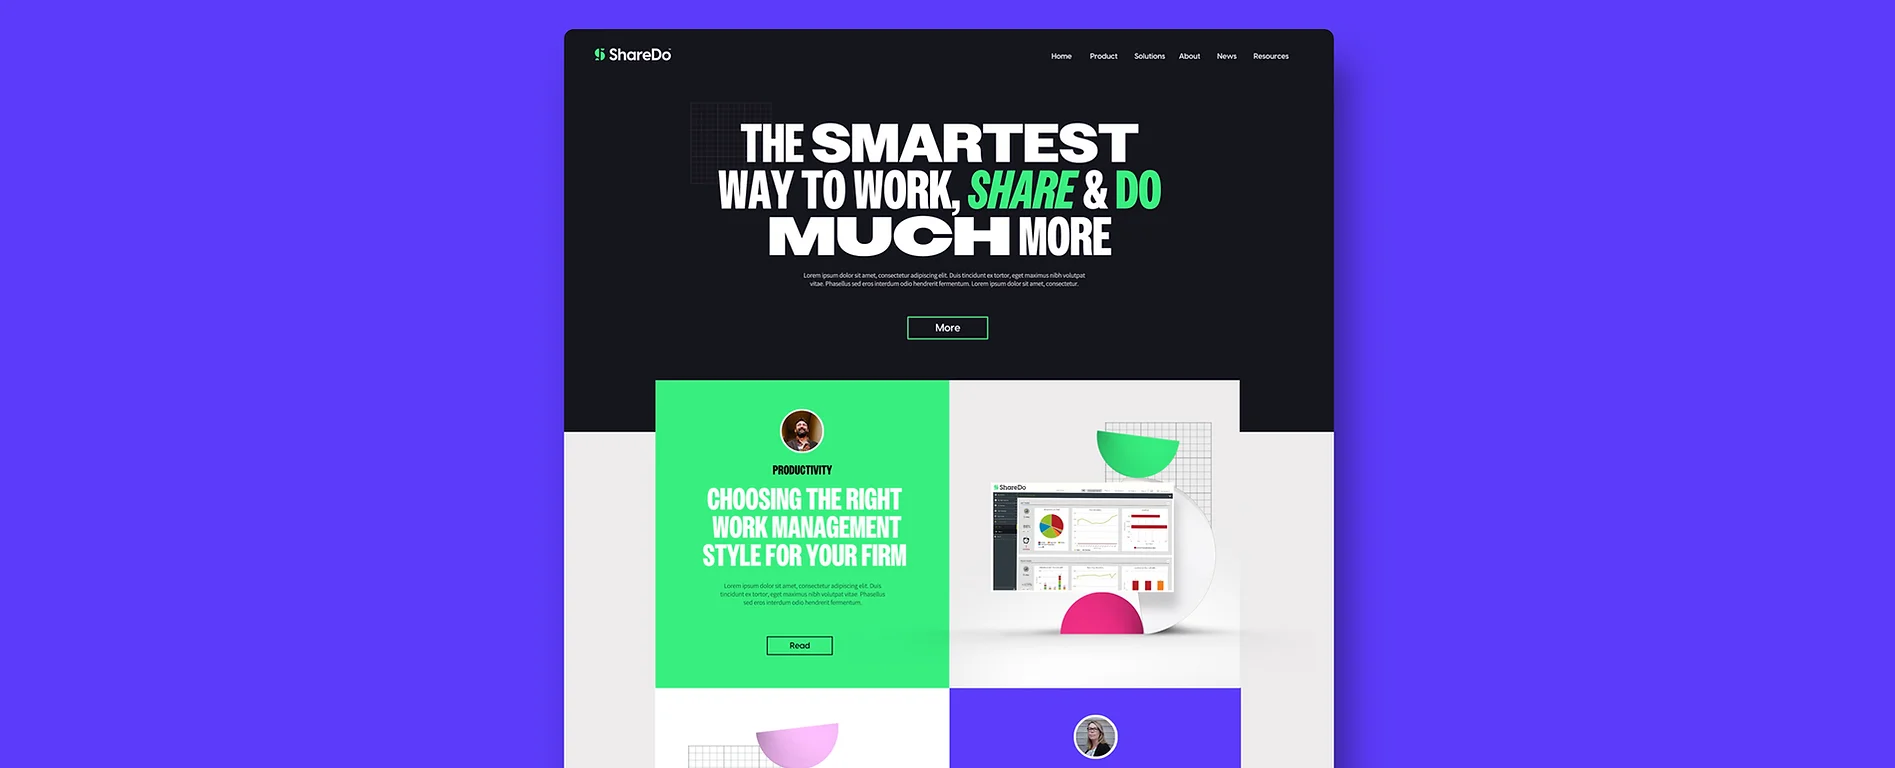 ShareDo
Home Product Solutions About News Resources
THE SMARTEST
WAY TO WORK, SHARE & DO
MUCH MORE
Lorem ipsum dolor sit amet, consectetur adipiscing elit. Duis tincidunt ex tortor, eget maximus nibh volutpat
vitae. Phasellus sed eros interdum odio hendrerit fermentum. Lorem ipsum dolor sit amet, consectetur.
More
PRODUCTIVITY
CHOOSING THE RIGHT
WORK MANAGEMENT
STYLE FOR YOUR FIRM
Lorem ipsum dolor sit amet, consectetur adipiscing elit. Duis
tincidunt ex tortor, eget maximus nibh volutpat vitae. Phasellus
sed eros interdum odio hendrerit fermentum.
Read
ShareDo